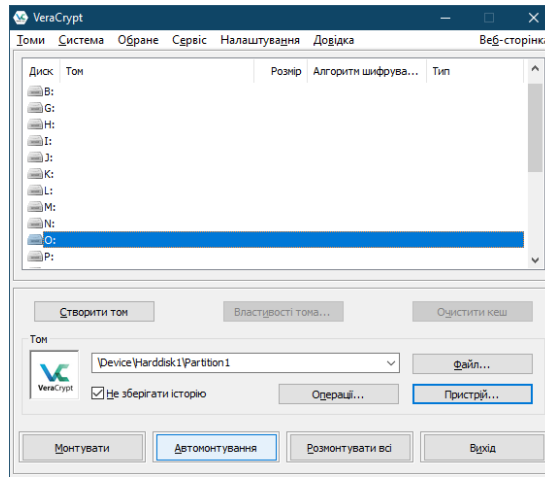 VeraCrypt
Томи Система Обране Сервіс Налаштування Довідка Веб-сторінка
Диск Том Розмір Алгоритм шифрува... Тип
B:
G:
H:
I:
J:
K:
L:
M:
N:
O:
P:
Створити том Властивості тома... Очистити кеш
Том
\Device\Harddisk1\Partition1 Файл...
VeraCrypt Не зберігати історію Операції... Пристрій...
Монтувати Автомонтування Розмонтувати всі Вихід